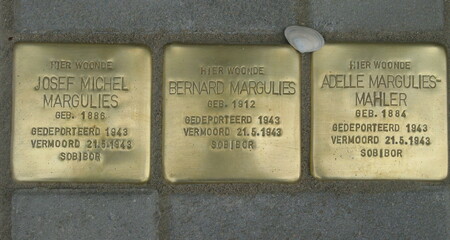 HIER WOONDE
JOSEF MICHEL
MARGULIES
GEB. 1886
GEDEPORTEERD 1943
VERMOORD 21.5.1943
SOBIBOR
HIER WOONDE
BERNARD MARGULIES
GEB. 1912
GEDEPORTEERD 1943
VERMOORD 21.5.1943
SOBIBOR
HIER WOONDE
ADELLE MARGULIES-
MAHLER
GEB. 1884
GEDEPORTEERD 1943
VERMOORD 21.5.1943
SOBIBOR